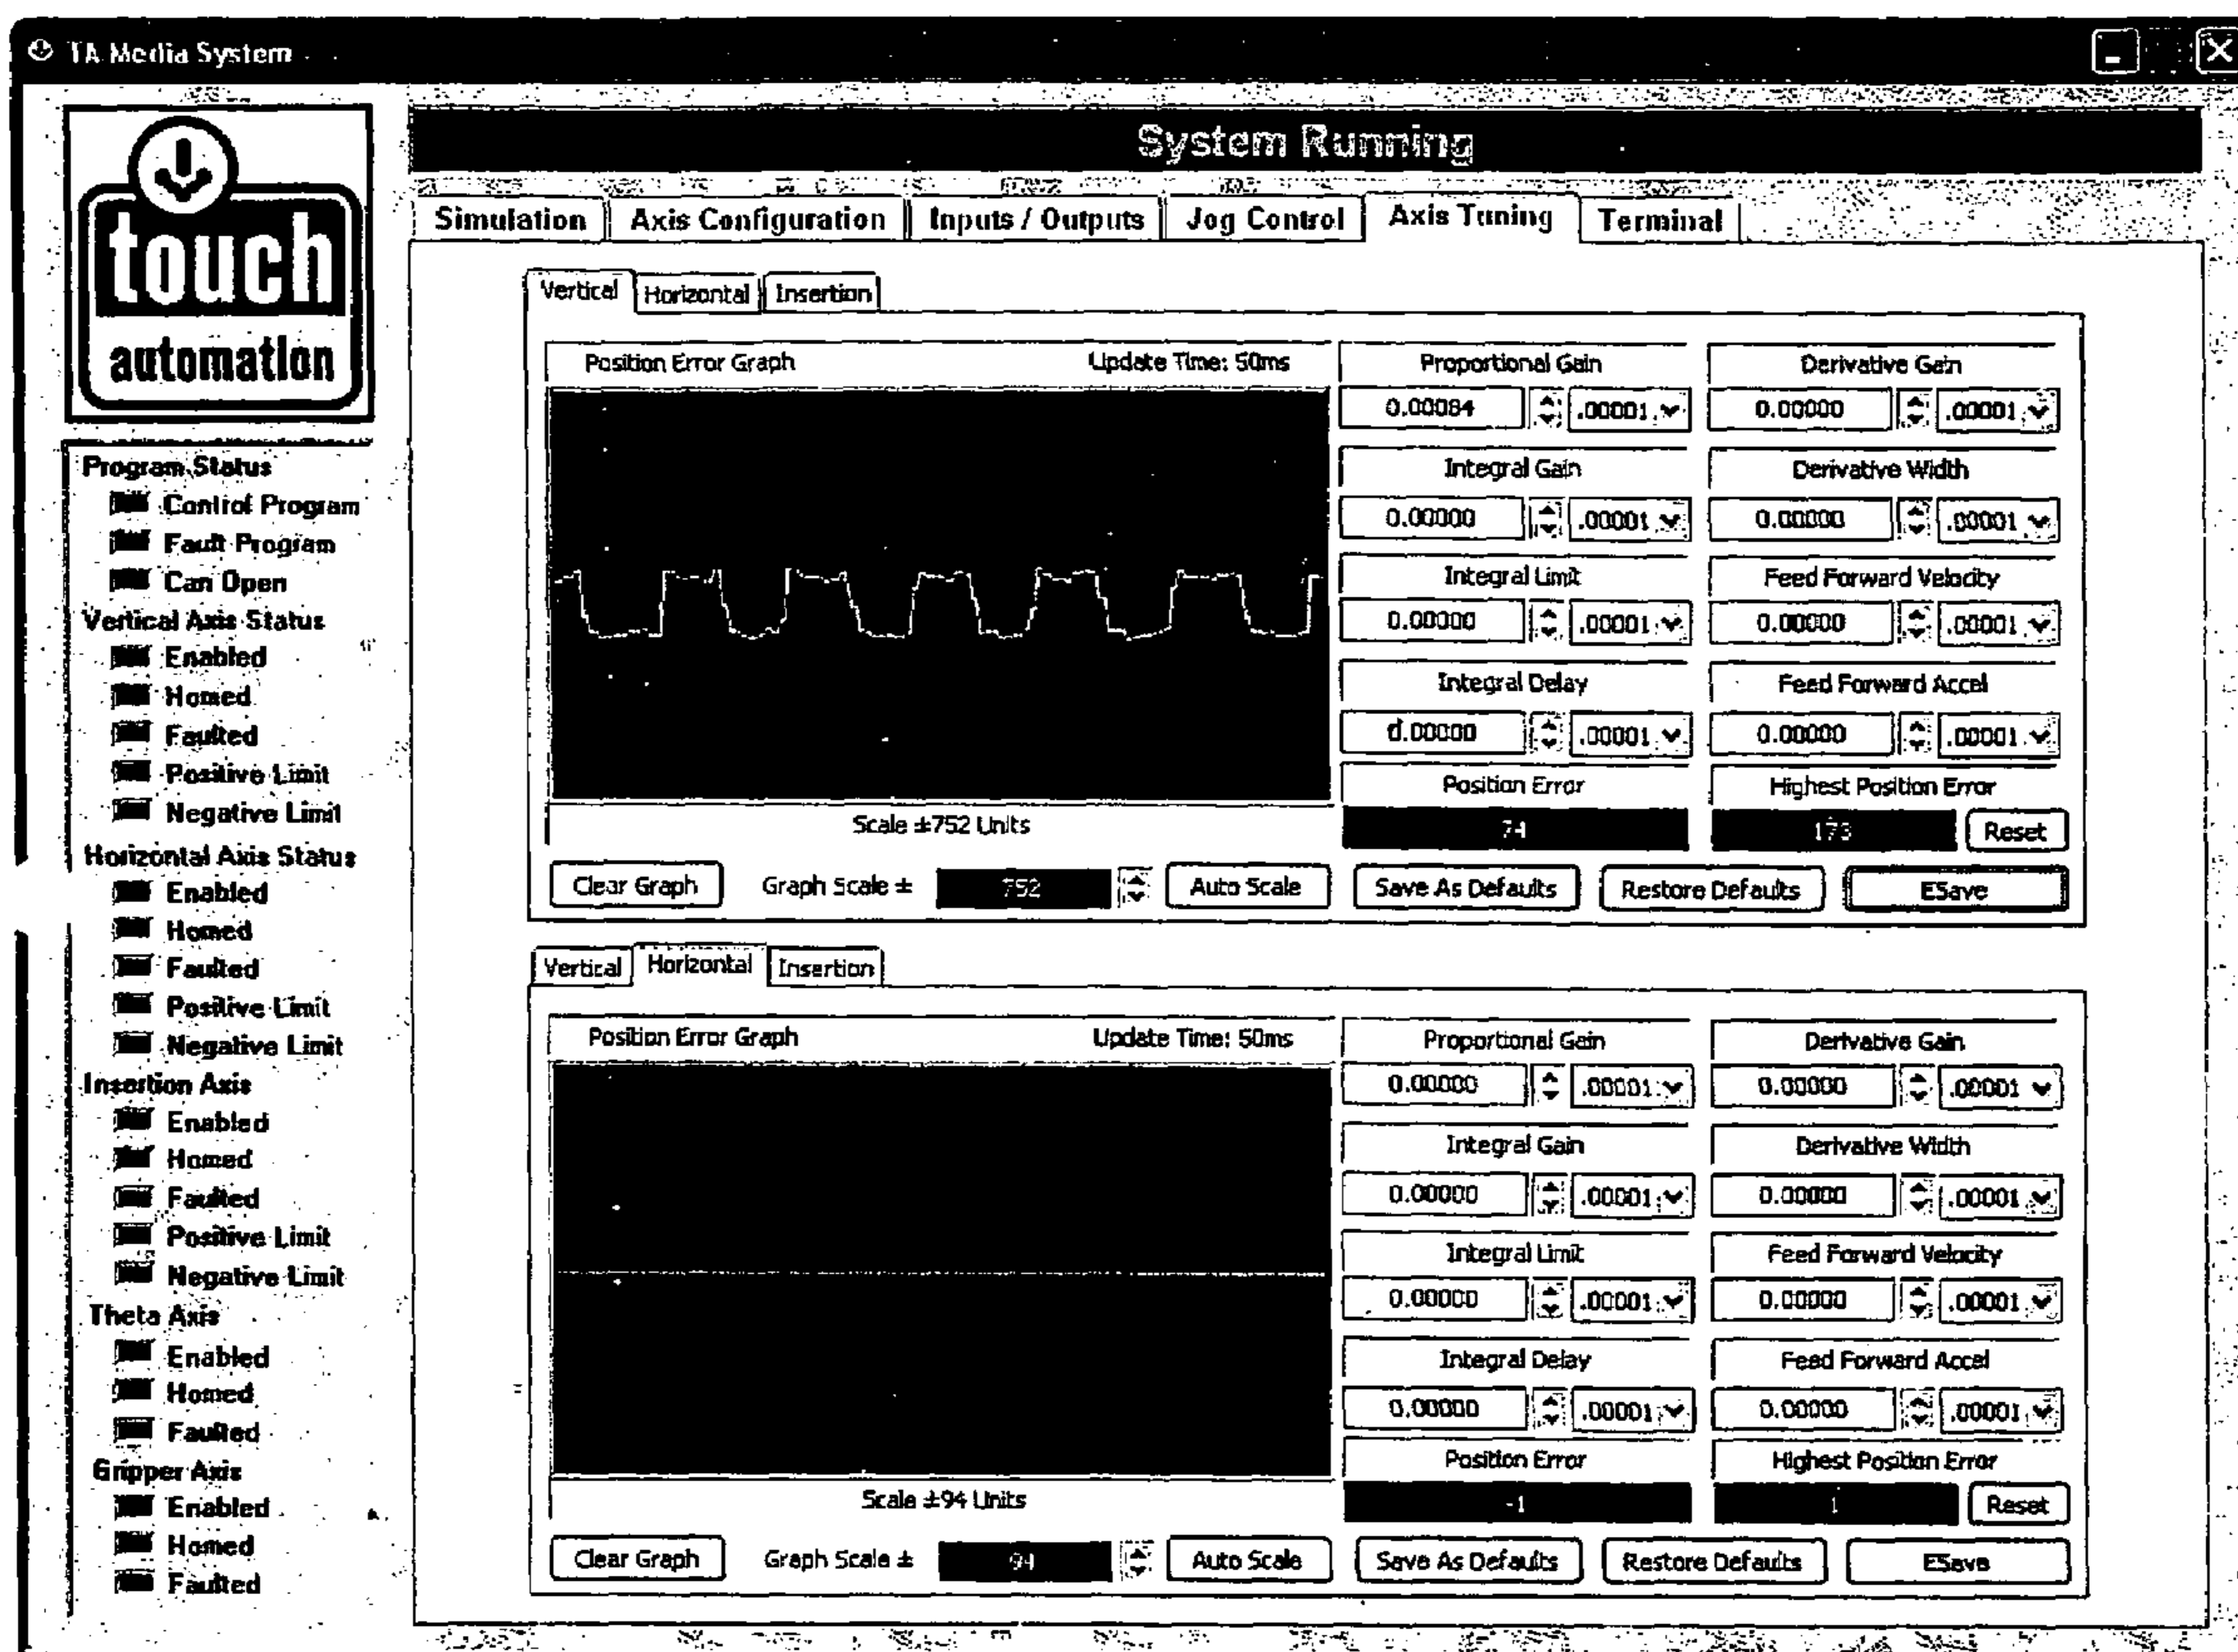 TA Media System
touch
automation
System Running
Simulation
Axis Configuration
Inputs / Outputs
Jog Control
Axis Tuning
Terminal
Program Status
Control Program
Fault Program
Can Open
Vertical Axis Status
Enabled
Homed
Faulted
Positive Limit
Negative Limit
Horizontal Axis Status
Enabled
Homed
Faulted
Positive Limit
Negative Limit
Insertion Axis
Enabled
Homed
Faulted
Positive Limit
Negative Limit
Theta Axis
Enabled
Homed
Faulted
Gripper Axis
Enabled
Homed
Faulted
Vertical
Horizontal
Insertion
Position Error Graph
Update Time: 50ms
Scale ±752 Units
Clear Graph
Graph Scale ±
752
Auto Scale
Proportional Gain
0.00084
.00001
Derivative Gain
0.00000
.00001
Integral Gain
0.00000
.00001
Derivative Width
0.00000
.00001
Integral Limit
0.00000
.00001
Feed Forward Velocity
0.00000
.00001
Integral Delay
0.00000
.00001
Feed Forward Accel
0.00000
.00001
Position Error
74
Highest Position Error
173
Reset
Save As Defaults
Restore Defaults
ESave
Vertical
Horizontal
Insertion
Position Error Graph
Update Time: 50ms
Scale ±94 Units
Clear Graph
Graph Scale ±
94
Auto Scale
Proportional Gain
0.00000
.00001
Derivative Gain
0.00000
.00001
Integral Gain
0.00000
.00001
Derivative Width
0.00000
.00001
Integral Limit
0.00000
.00001
Feed Forward Velocity
0.00000
.00001
Integral Delay
0.00000
.00001
Feed Forward Accel
0.00000
.00001
Position Error
-1
Highest Position Error
1
Reset
Save As Defaults
Restore Defaults
ESave